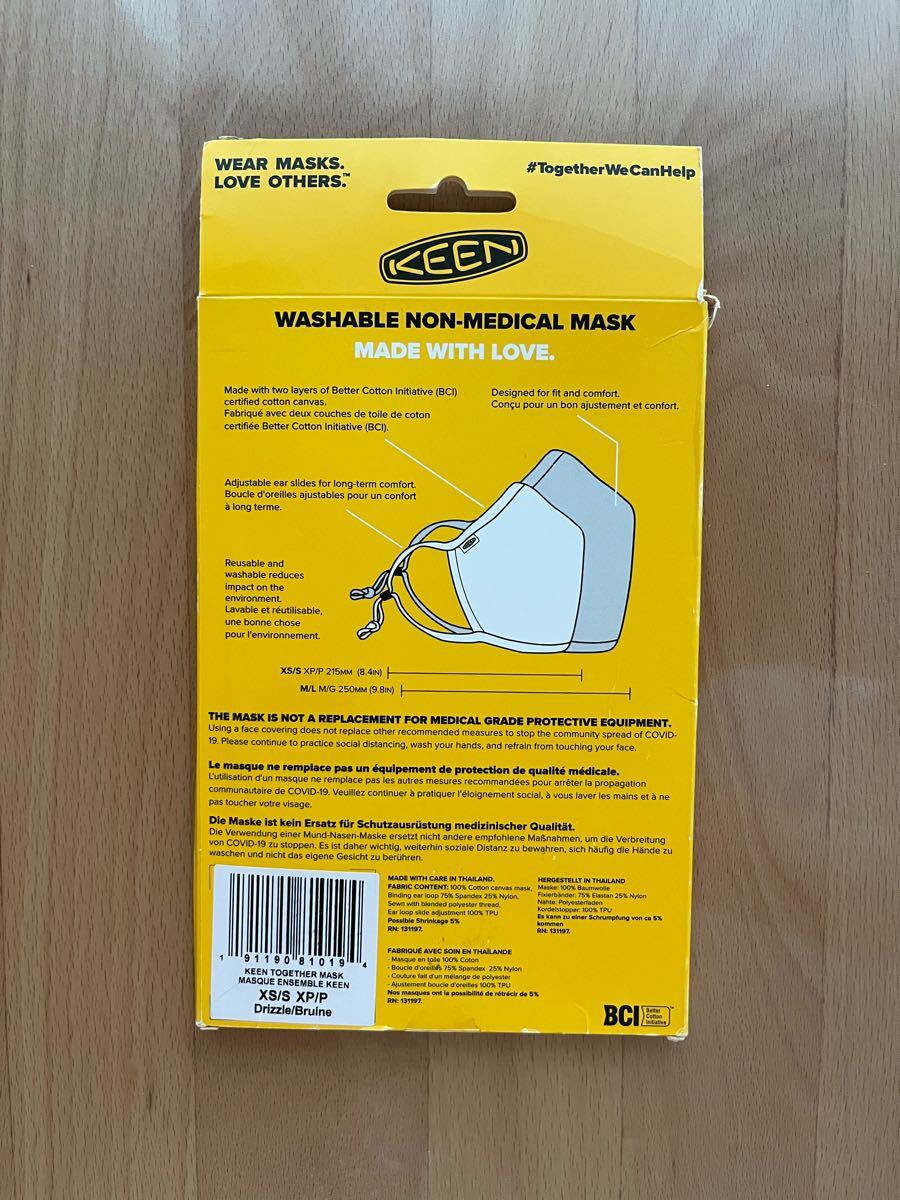 WEAR MASKS.
LOVE OTHERS.™
#TogetherWeCanHelp
KEEN
WASHABLE NON-MEDICAL MASK
MADE WITH LOVE.
Made with two layers of Better Cotton Initiative (BCI)
certified cotton canvas.
Fabriqué avec deux couches de toile de coton
certifiée Better Cotton Initiative (BCI).
Designed for fit and comfort.
Conçu pour un bon ajustement et confort.
Adjustable ear slides for long-term comfort.
Boucle d'oreilles ajustables pour un confort
à long terme.
KEEN
Reusable and
washable reduces
impact on the
environment.
Lavable et réutilisable,
une bonne chose
pour l'environnement.
XS/S XP/P 215MM (8.4IN)
M/L M/G 250MM (9.8IN)
THE MASK IS NOT A REPLACEMENT FOR MEDICAL GRADE PROTECTIVE EQUIPMENT.
Using a face covering does not replace other recommended measures to stop the community spread of COVID-
19. Please continue to practice social distancing, wash your hands, and refrain from touching your face.
Le masque ne remplace pas un équipement de protection de qualité médicale.
L'utilisation d'un masque ne remplace pas les autres mesures recommandées pour arrêter la propagation
communautaire de COVID-19. Veuillez continuer à pratiquer l'éloignement social, à vous laver les mains et à ne
pas toucher votre visage.
Die Maske ist kein Ersatz für Schutzausrüstung medizinischer Qualität.
Die Verwendung einer Mund-Nasen-Maske ersetzt nicht andere empfohlene Maßnahmen, um die Verbreitung
von COVID-19 zu stoppen. Es ist daher wichtig, weiterhin soziale Distanz zu bewahren, sich häufig die Hände zu
waschen und nicht das eigene Gesicht zu berühren.
1 91190 81019 4
KEEN TOGETHER MASK
MASQUE ENSEMBLE KEEN
XS/S XP/P
Drizzle/Bruine
MADE WITH CARE IN THAILAND.
FABRIC CONTENT: 100% Cotton canvas mask,
Binding ear loop 75% Spandex 25% Nylon,
Sewn with blended polyester thread,
Ear loop slide adjustment 100% TPU
Possible Shrinkage 5%
RN: 131197.
HERGESTELLT IN THAILAND
Maske: 100% Baumwolle
Fixierbänder: 75% Elastan 25% Nylon
Nähte: Polyesterfaden
Kordelstopper: 100% TPU
Es kann zu einer Schrumpfung von ca 5%
kommen
RN: 131197.
FABRIQUÉ AVEC SOIN EN THAÏLANDE
- Masque en toile 100% Coton
- Boucle d'oreilles 75% Spandex 25% Nylon
- Couture fait d'un mélange de polyester
- Ajustement boucle d'oreilles 100% TPU
Nos masques ont la possibilité de rétrécir de 5%
RN: 131197.
BCI Better
Cotton
Initiative™